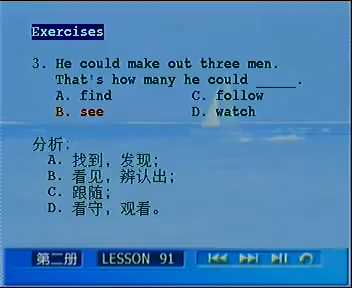 Exercises
3. He could make out three men.
That's how many he could _____.
A. find C. follow
B. see D. watch
分析:
A. 找到，发现;
B. 看见，辨认出;
C. 跟随;
D. 看守，观看。
第二册 LESSON 91